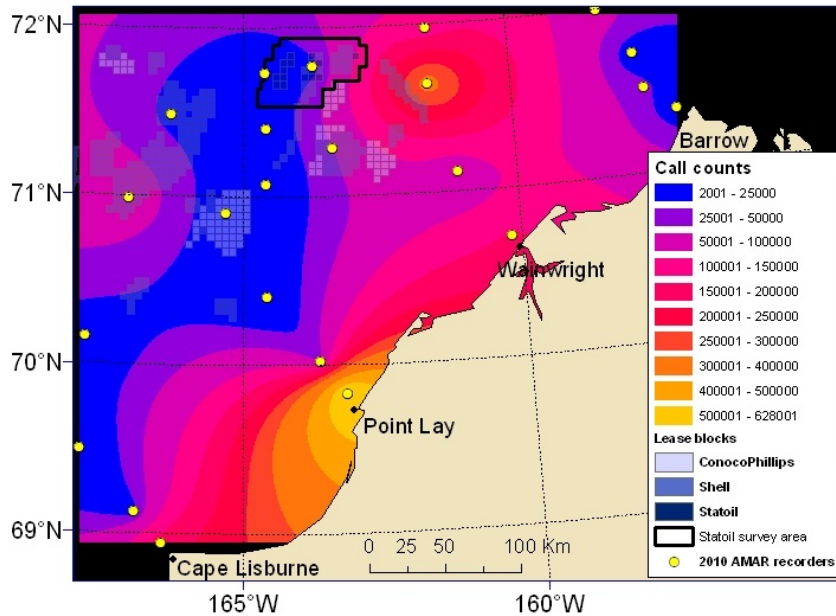 72°N
71°N
70°N
69°N
165°W
160°W
Barrow
Wainwright
Point Lay
Cape Lisburne
0 25 50 100 Km
Call counts
2001 - 25000
25001 - 50000
50001 - 100000
100001 - 150000
150001 - 200000
200001 - 250000
250001 - 300000
300001 - 400000
400001 - 500000
500001 - 628001
Lease blocks
ConocoPhillips
Shell
Statoil
Statoil survey area
2010 AMAR recorders